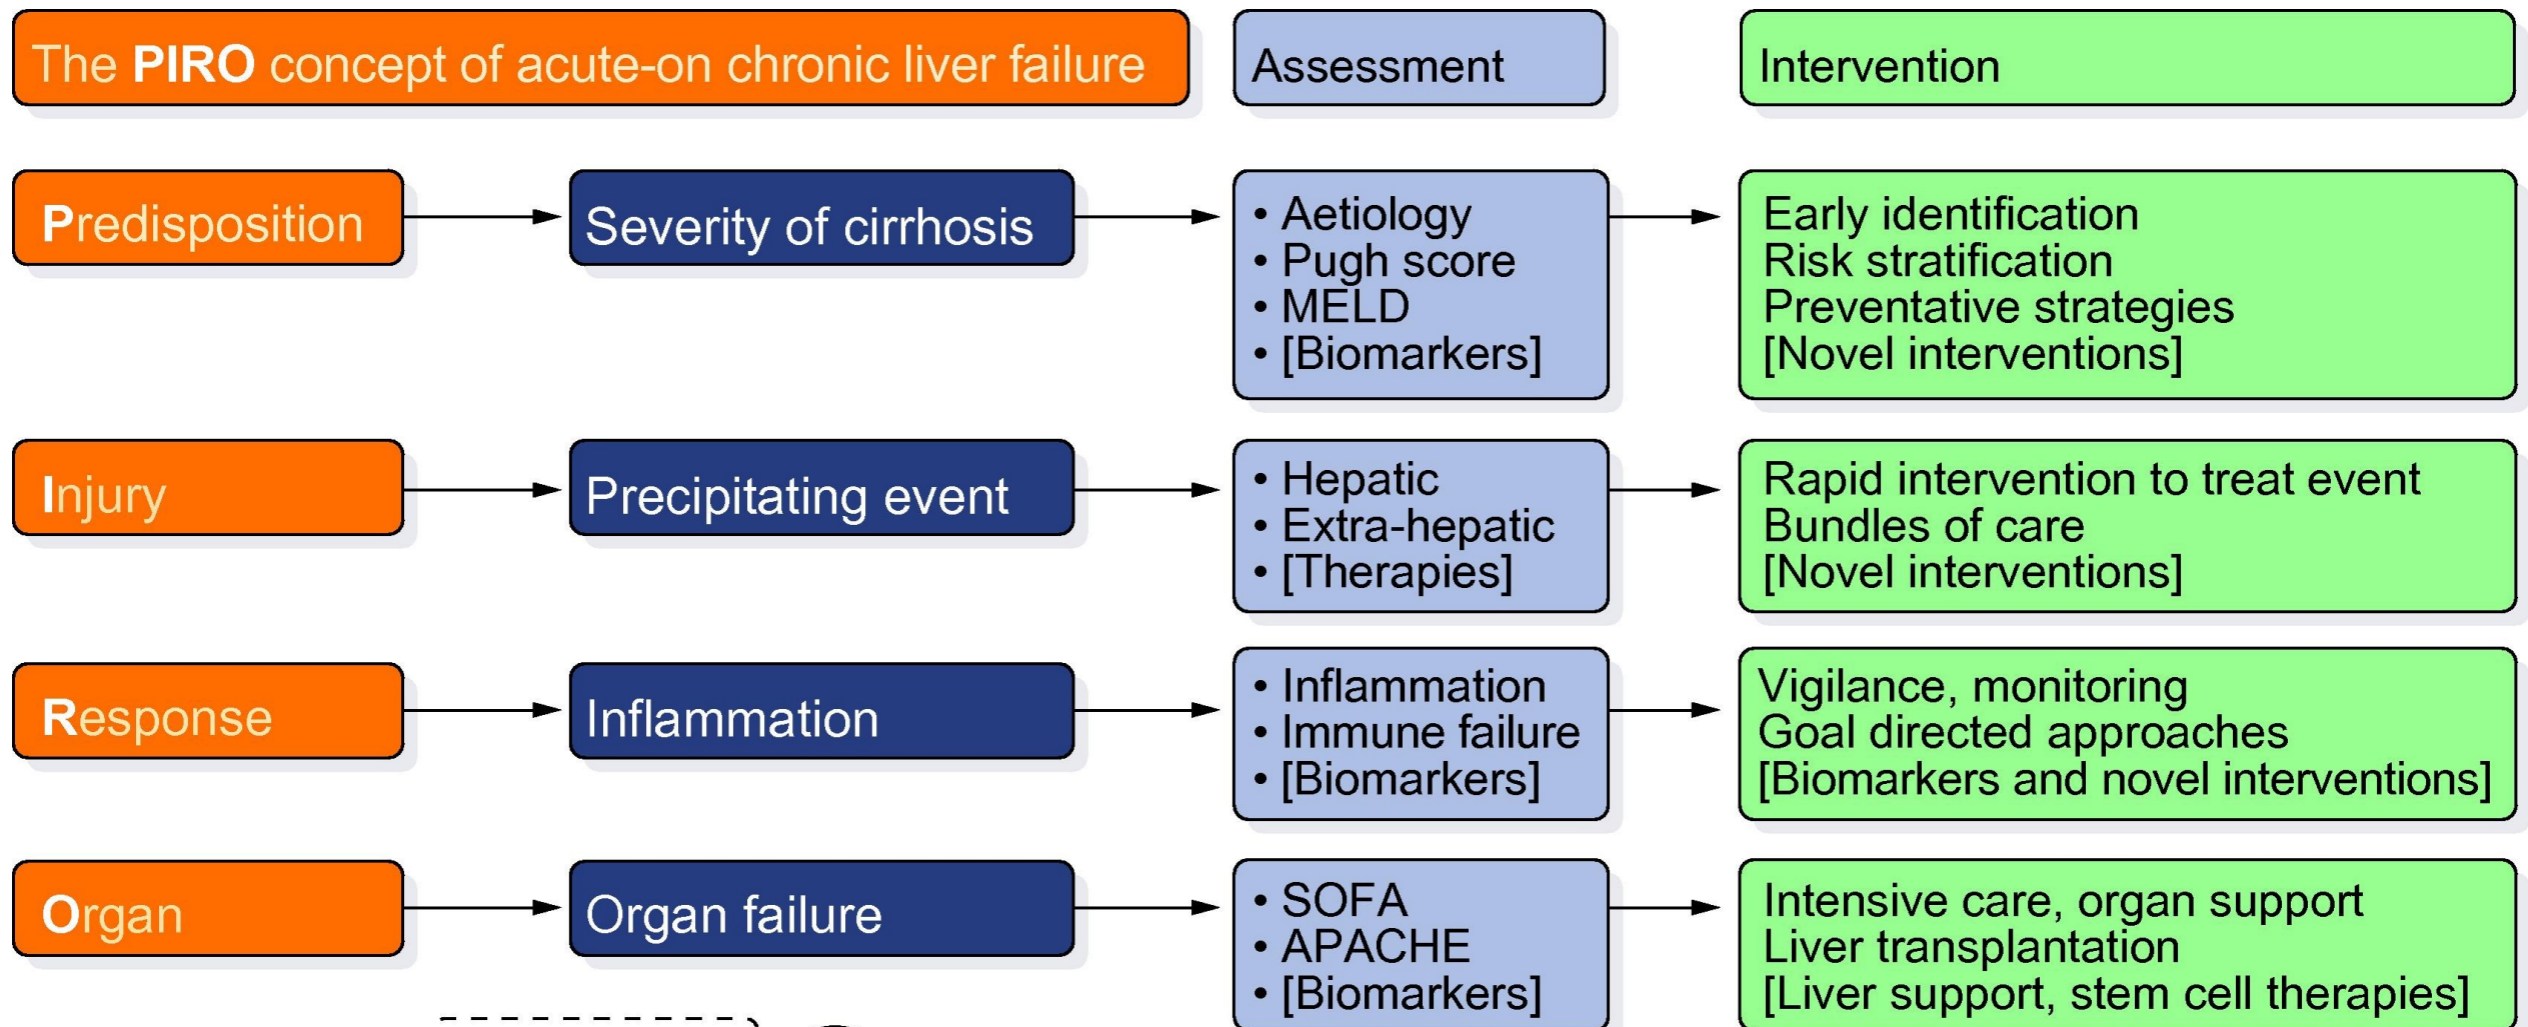 The PIRO concept of acute-on chronic liver failure
Assessment
Intervention
Predisposition
Severity of cirrhosis
• Aetiology
• Pugh score
• MELD
• [Biomarkers]
Early identification
Risk stratification
Preventative strategies
[Novel interventions]
Injury
Precipitating event
• Hepatic
• Extra-hepatic
• [Therapies]
Rapid intervention to treat event
Bundles of care
[Novel interventions]
Response
Inflammation
• Inflammation
• Immune failure
• [Biomarkers]
Vigilance, monitoring
Goal directed approaches
[Biomarkers and novel interventions]
Organ
Organ failure
• SOFA
• APACHE
• [Biomarkers]
Intensive care, organ support
Liver transplantation
[Liver support, stem cell therapies]